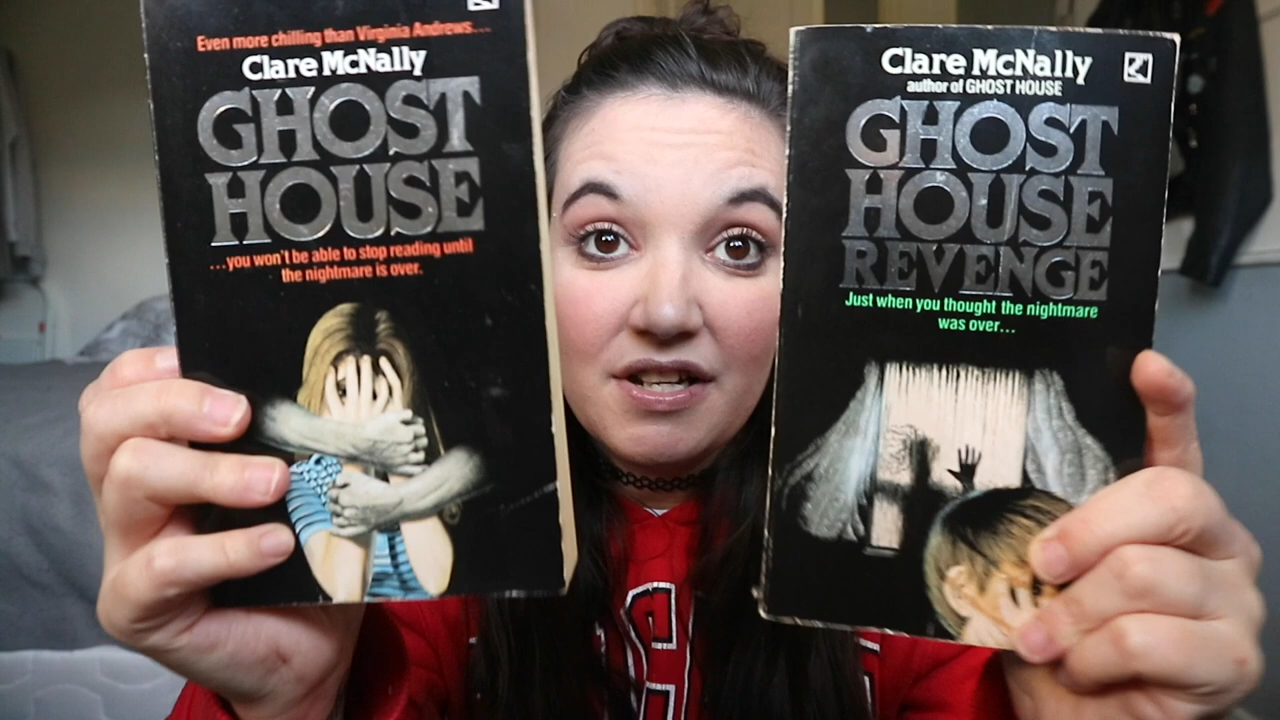 Even more chilling than Virginia Andrews...
Clare McNally
GHOST
HOUSE
...you won't be able to stop reading until
the nightmare is over.
Clare McNally
author of GHOST HOUSE
GHOST
HOUSE
REVENGE
Just when you thought the nightmare
was over...